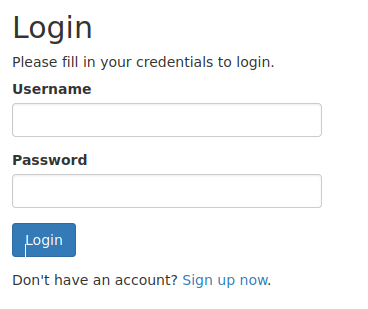 Login
Please fill in your credentials to login.
Username
Password
Login
Don't have an account? Sign up now.